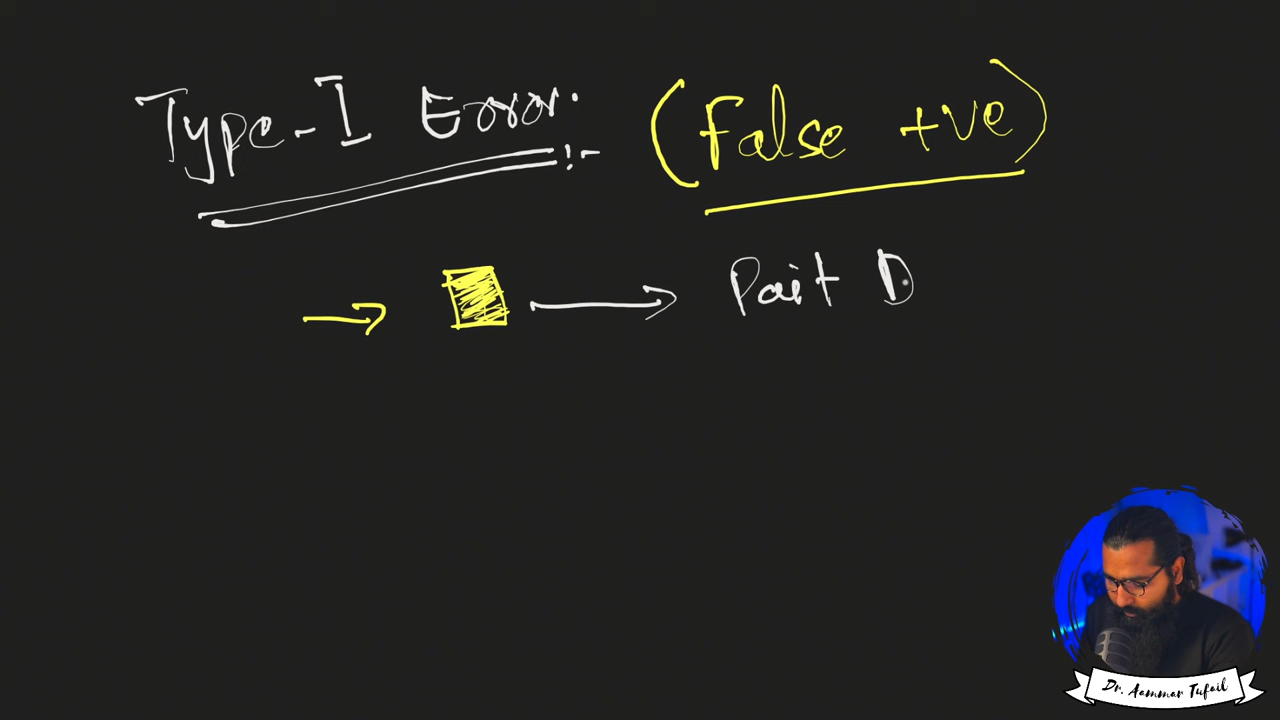 Type-I Error:- (False +ve)
Pait D
Dr. Aammar Tufail